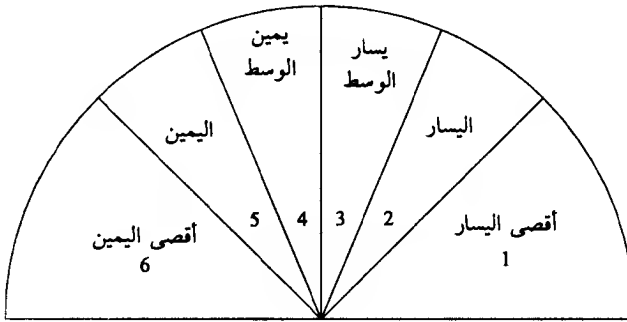 يمين
الوسط
يسار
الوسط
اليمين
اليسار
5
4
3
2
أقصى اليمين
6
أقصى اليسار
1